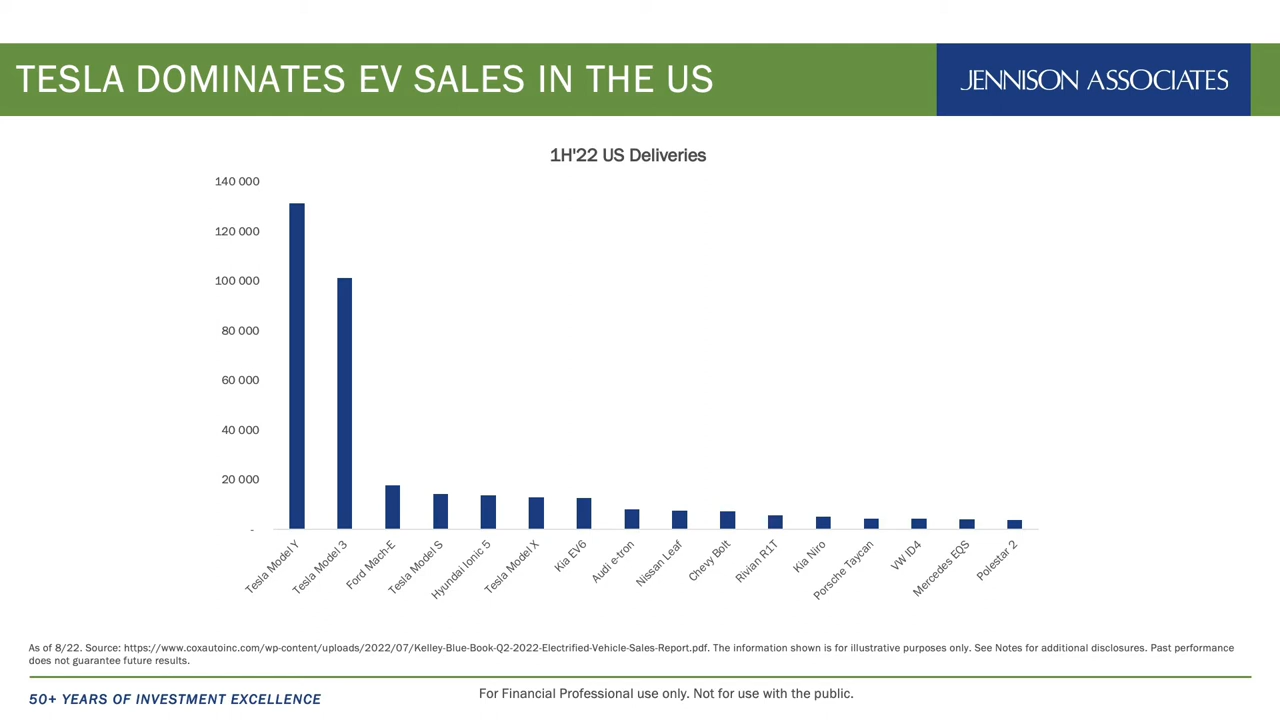 TESLA DOMINATES EV SALES IN THE US
JENNISON ASSOCIATES
1H'22 US Deliveries
140 000
120 000
100 000
80 000
60 000
40 000
20 000
-
Tesla Model Y
Tesla Model 3
Ford Mach-E
Tesla Model S
Hyundai Ionic 5
Tesla Model X
Kia EV6
Audi e-tron
Nissan Leaf
Chevy Bolt
Rivian R1T
Kia Niro
Porsche Taycan
VW ID4
Mercedes EQS
Polestar 2
As of 8/22. Source: https://www.coxautoinc.com/wp-content/uploads/2022/07/Kelley-Blue-Book-Q2-2022-Electrified-Vehicle-Sales-Report.pdf. The information shown is for illustrative purposes only. See Notes for additional disclosures. Past performance
does not guarantee future results.
50+ YEARS OF INVESTMENT EXCELLENCE
For Financial Professional use only. Not for use with the public.